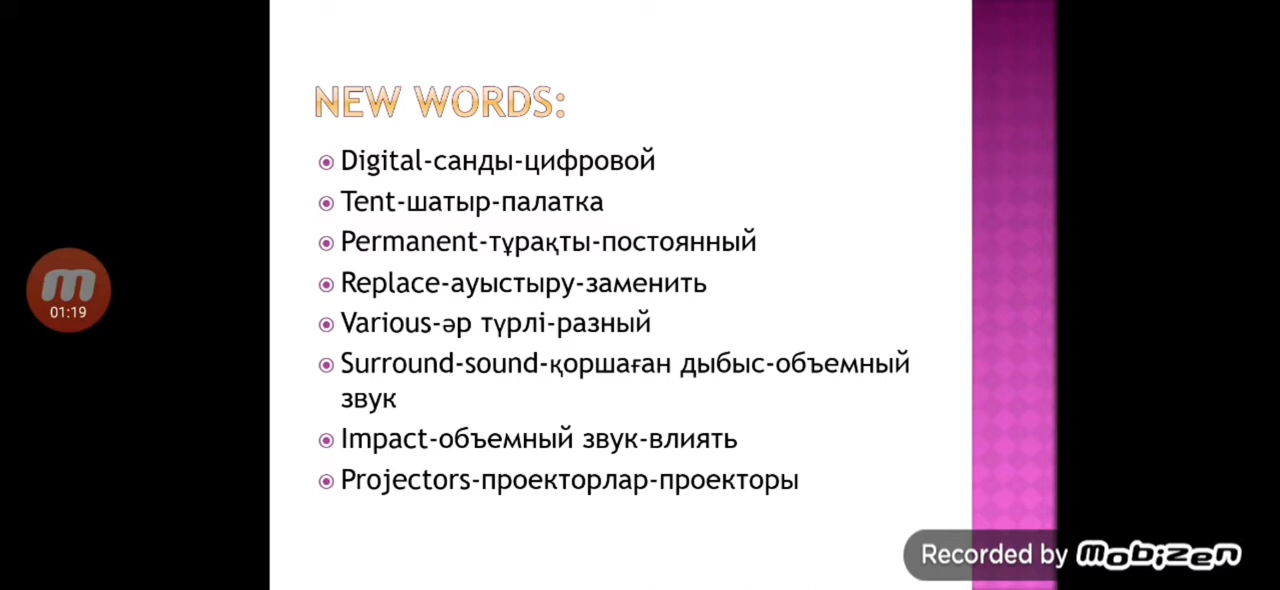 NEW WORDS:
Digital-санды-цифровой
Tent-шатыр-палатка
Permanent-тұрақты-постоянный
Replace-ауыстыру-заменить
Various-әр түрлі-разный
Surround-sound-қоршаған дыбыс-объемный
звук
Impact-объемный звук-влиять
Projectors-проекторлар-проекторы
01:19
Recorded by mobizen